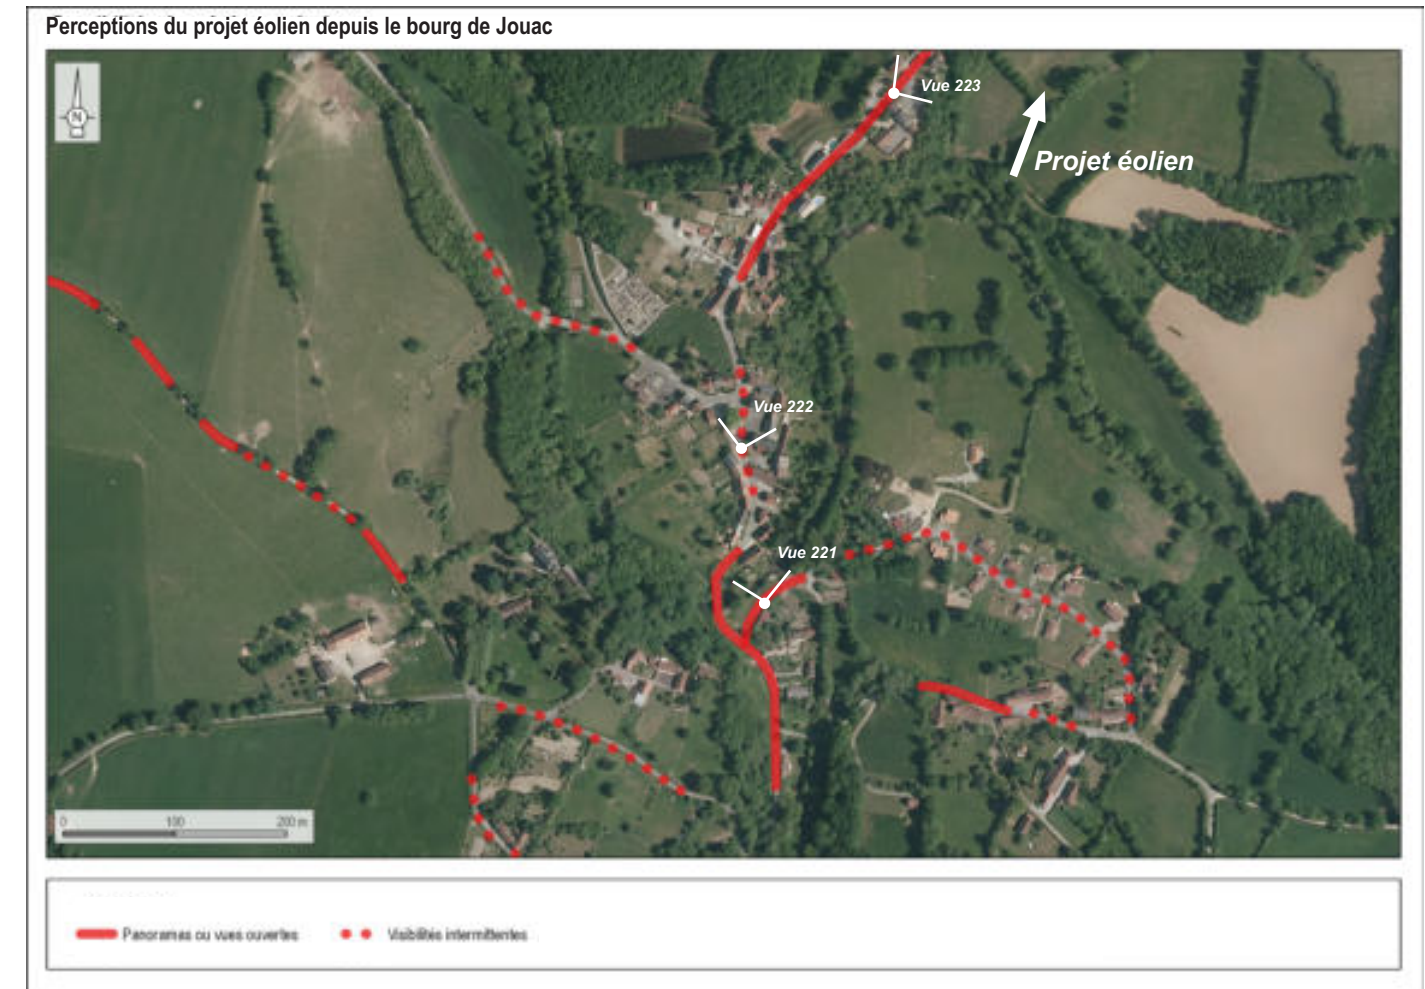 Perceptions du projet éolien depuis le bourg de Jouac
N
Vue 223
Projet éolien
Vue 222
Vue 221
0 100 200 m
Panoramas ou vues ouvertes
Visibilités intermittentes